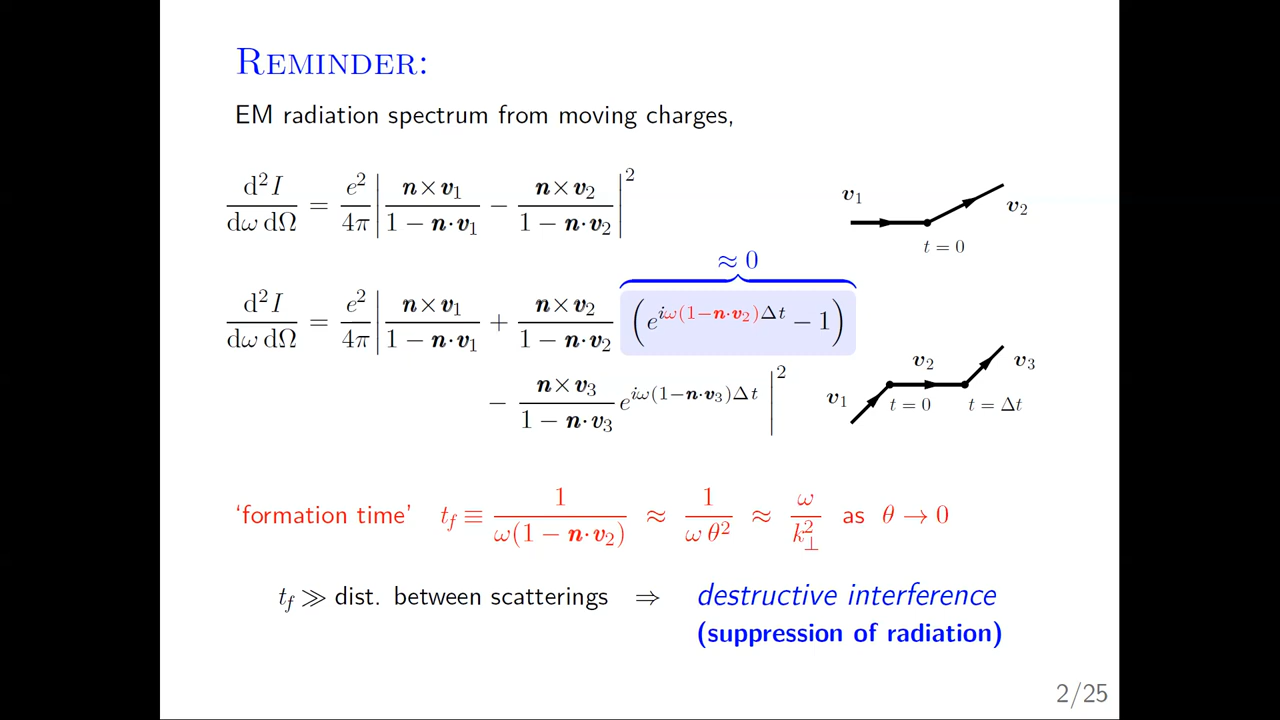 REMINDER:
EM radiation spectrum from moving charges,
d²I/dω dΩ = e²/4π | n×v₁/1 − n·v₁ − n×v₂/1 − n·v₂ |²
v₁
v₂
t = 0
≈ 0
d²I/dω dΩ = e²/4π | n×v₁/1 − n·v₁ + n×v₂/1 − n·v₂ (e^{iω(1−n·v₂)Δt} − 1)
− n×v₃/1 − n·v₃ e^{iω(1−n·v₃)Δt} |²
v₁
v₂
v₃
t = 0
t = Δt
‘formation time’ t_f ≡ 1/ω(1 − n·v₂) ≈ 1/ω θ² ≈ ω/k²_⊥ as θ → 0
t_f ≫ dist. between scatterings ⇒ destructive interference
(suppression of radiation)
2/25